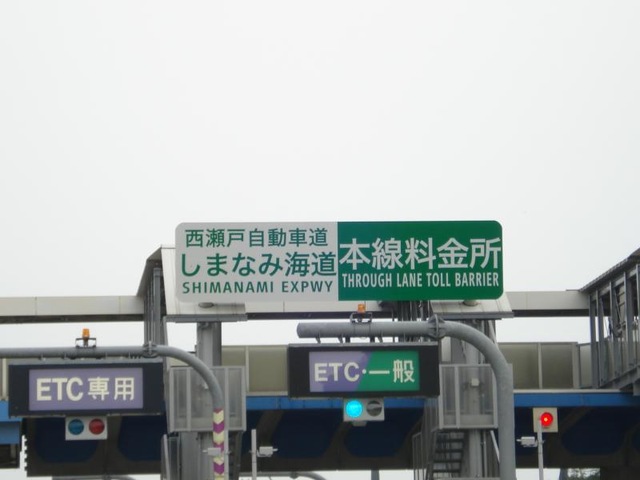 西瀬戸自動車道
しまなみ海道
SHIMANAMI EXPWY
本線料金所
THROUGH LANE TOLL BARRIER
ETC専用
ETC・一般